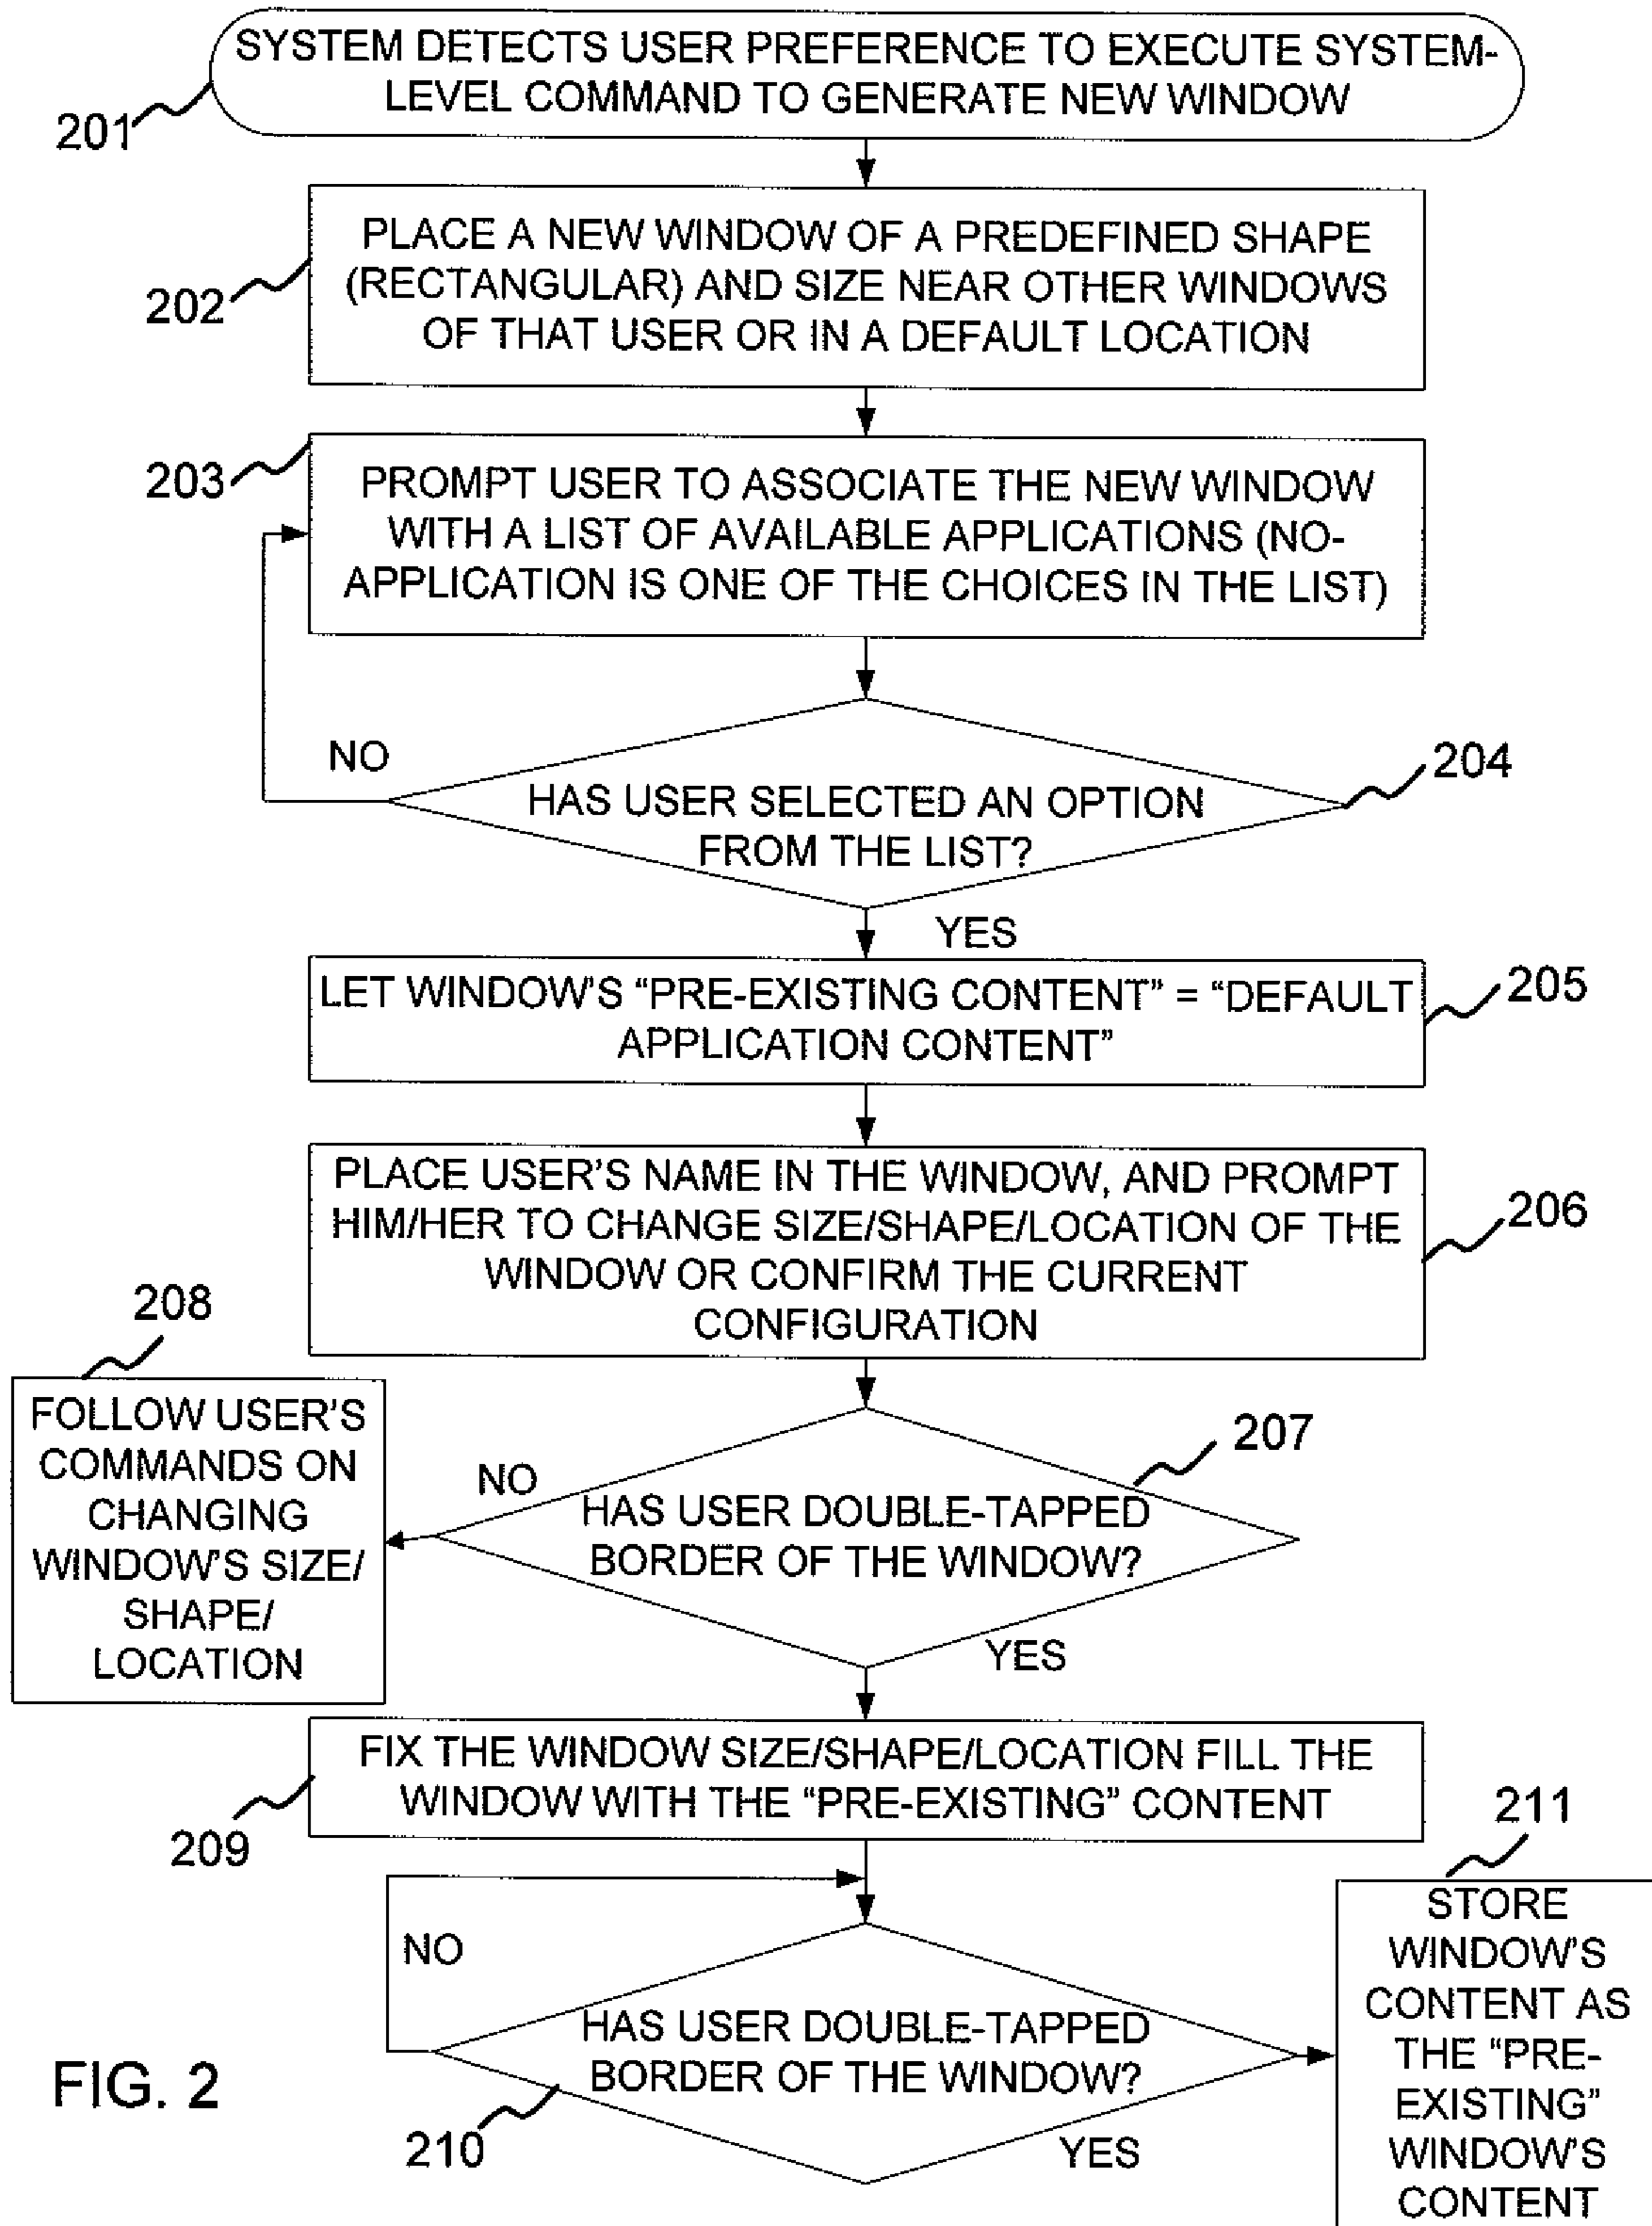 SYSTEM DETECTS USER PREFERENCE TO EXECUTE SYSTEM-
LEVEL COMMAND TO GENERATE NEW WINDOW
201
PLACE A NEW WINDOW OF A PREDEFINED SHAPE
(RECTANGULAR) AND SIZE NEAR OTHER WINDOWS
OF THAT USER OR IN A DEFAULT LOCATION
202
203
PROMPT USER TO ASSOCIATE THE NEW WINDOW
WITH A LIST OF AVAILABLE APPLICATIONS (NO-
APPLICATION IS ONE OF THE CHOICES IN THE LIST)
NO
204
HAS USER SELECTED AN OPTION
FROM THE LIST?
YES
LET WINDOW'S “PRE-EXISTING CONTENT” = “DEFAULT
APPLICATION CONTENT”
205
PLACE USER'S NAME IN THE WINDOW, AND PROMPT
HIM/HER TO CHANGE SIZE/SHAPE/LOCATION OF THE
WINDOW OR CONFIRM THE CURRENT
CONFIGURATION
206
208
FOLLOW USER'S
COMMANDS ON
CHANGING
WINDOW'S SIZE/
SHAPE/
LOCATION
NO
207
HAS USER DOUBLE-TAPPED
BORDER OF THE WINDOW?
YES
FIX THE WINDOW SIZE/SHAPE/LOCATION FILL THE
WINDOW WITH THE “PRE-EXISTING” CONTENT
209
211
NO
HAS USER DOUBLE-TAPPED
BORDER OF THE WINDOW?
210
YES
STORE
WINDOW'S
CONTENT AS
THE “PRE-
EXISTING”
WINDOW'S
CONTENT
FIG. 2